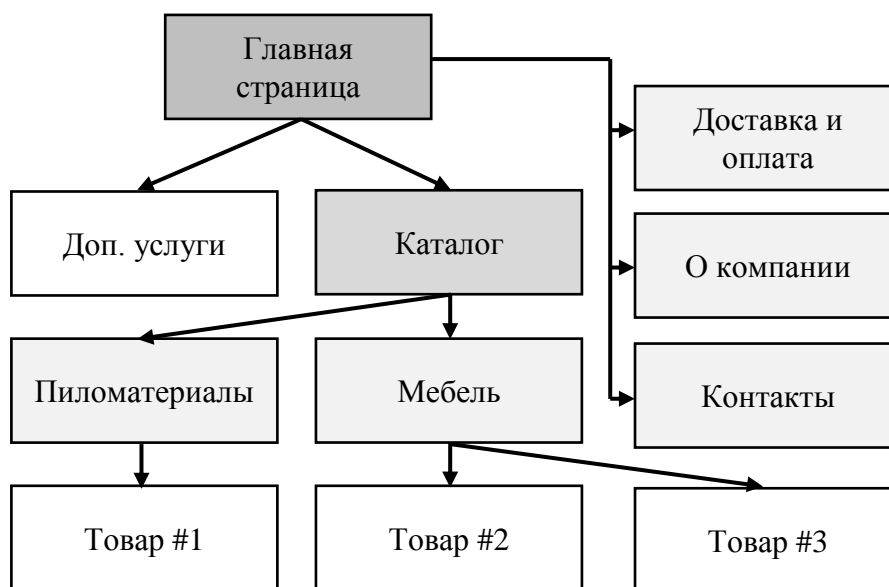 Главная
страница
Доставка и
оплата
Доп. услуги
Каталог
О компании
Пиломатериалы
Мебель
Контакты
Товар #1
Товар #2
Товар #3